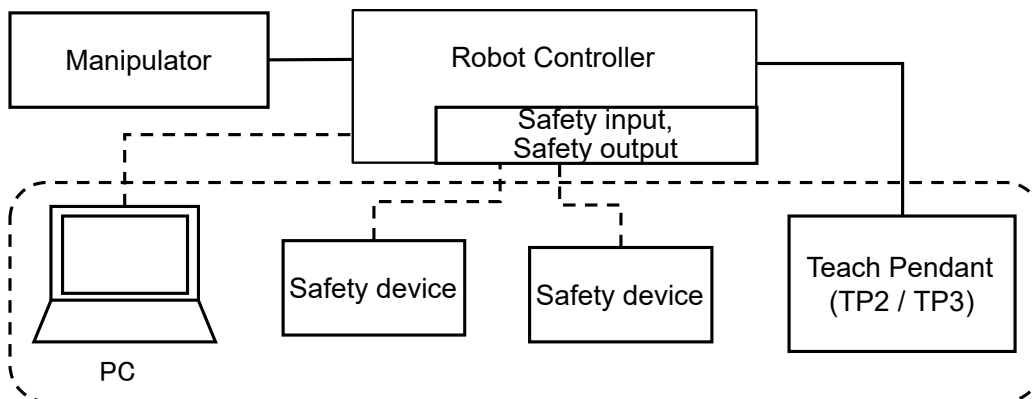 Manipulator
Robot Controller
Safety input,
Safety output
Safety device
Safety device
Teach Pendant
(TP2 / TP3)
PC